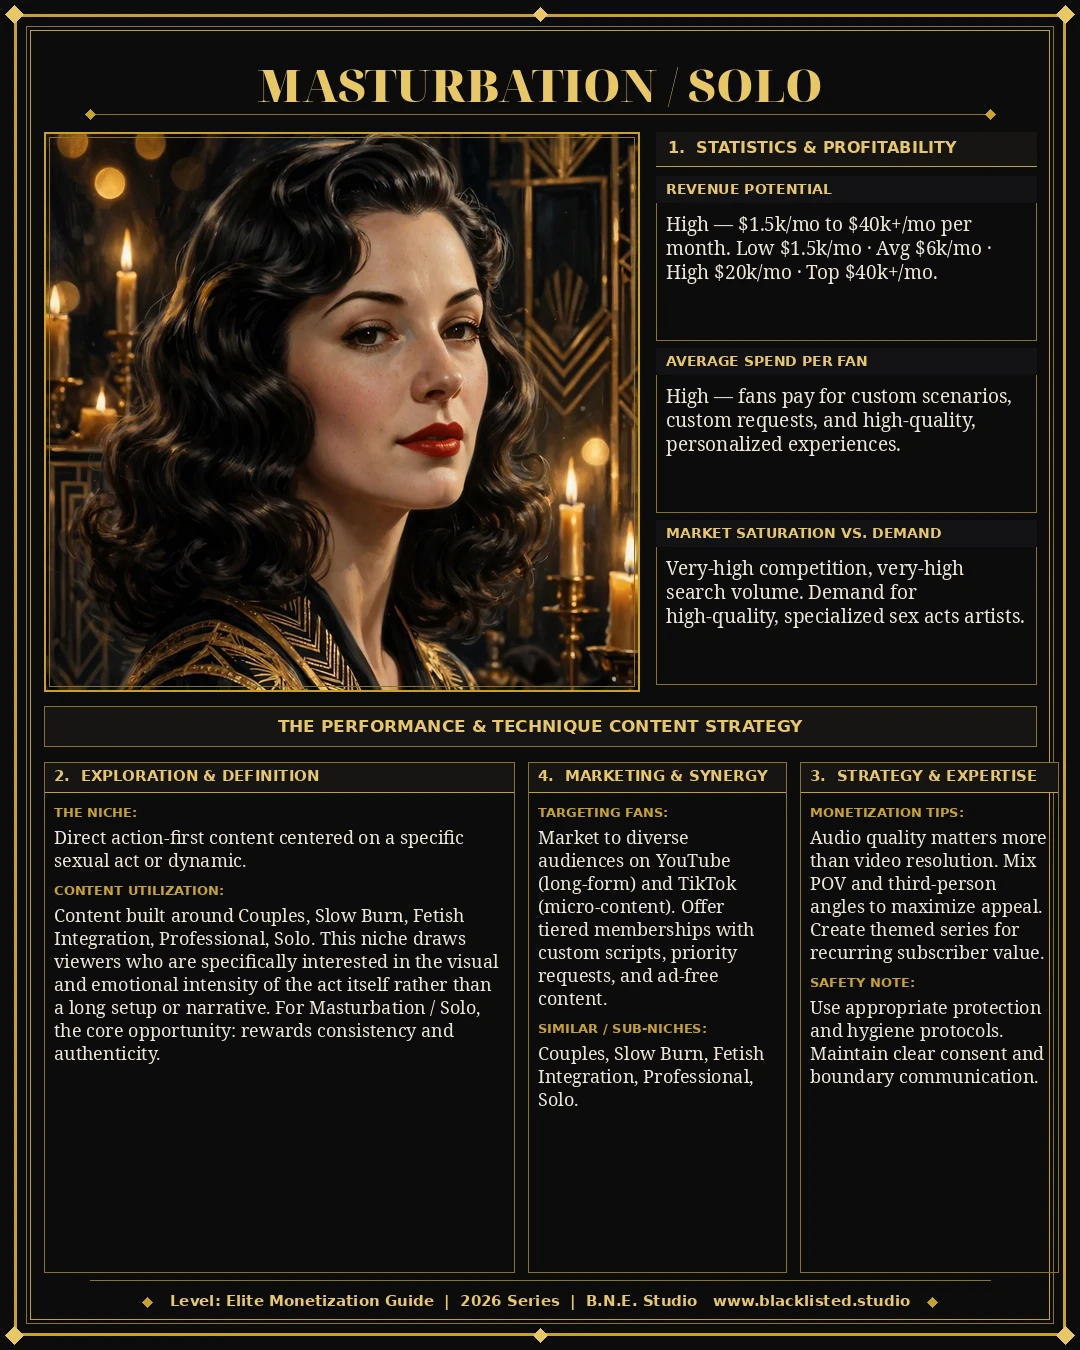 MASTURBATION / SOLO
1. STATISTICS & PROFITABILITY
REVENUE POTENTIAL
High — $1.5k/mo to $40k+/mo per
month. Low $1.5k/mo · Avg $6k/mo ·
High $20k/mo · Top $40k+/mo.
AVERAGE SPEND PER FAN
High — fans pay for custom scenarios,
custom requests, and high-quality,
personalized experiences.
MARKET SATURATION VS. DEMAND
Very-high competition, very-high
search volume. Demand for
high-quality, specialized sex acts artists.
THE PERFORMANCE & TECHNIQUE CONTENT STRATEGY
2. EXPLORATION & DEFINITION
THE NICHE:
Direct action-first content centered on a specific
sexual act or dynamic.
CONTENT UTILIZATION:
Content built around Couples, Slow Burn, Fetish
Integration, Professional, Solo. This niche draws
viewers who are specifically interested in the visual
and emotional intensity of the act itself rather than
a long setup or narrative. For Masturbation / Solo,
the core opportunity: rewards consistency and
authenticity.
4. MARKETING & SYNERGY
TARGETING FANS:
Market to diverse
audiences on YouTube
(long-form) and TikTok
(micro-content). Offer
tiered memberships with
custom scripts, priority
requests, and ad-free
content.
SIMILAR / SUB-NICHES:
Couples, Slow Burn, Fetish
Integration, Professional,
Solo.
3. STRATEGY & EXPERTISE
MONETIZATION TIPS:
Audio quality matters more
than video resolution. Mix
POV and third-person
angles to maximize appeal.
Create themed series for
recurring subscriber value.
SAFETY NOTE:
Use appropriate protection
and hygiene protocols.
Maintain clear consent and
boundary communication.
Level: Elite Monetization Guide | 2026 Series | B.N.E. Studio www.blacklisted.studio